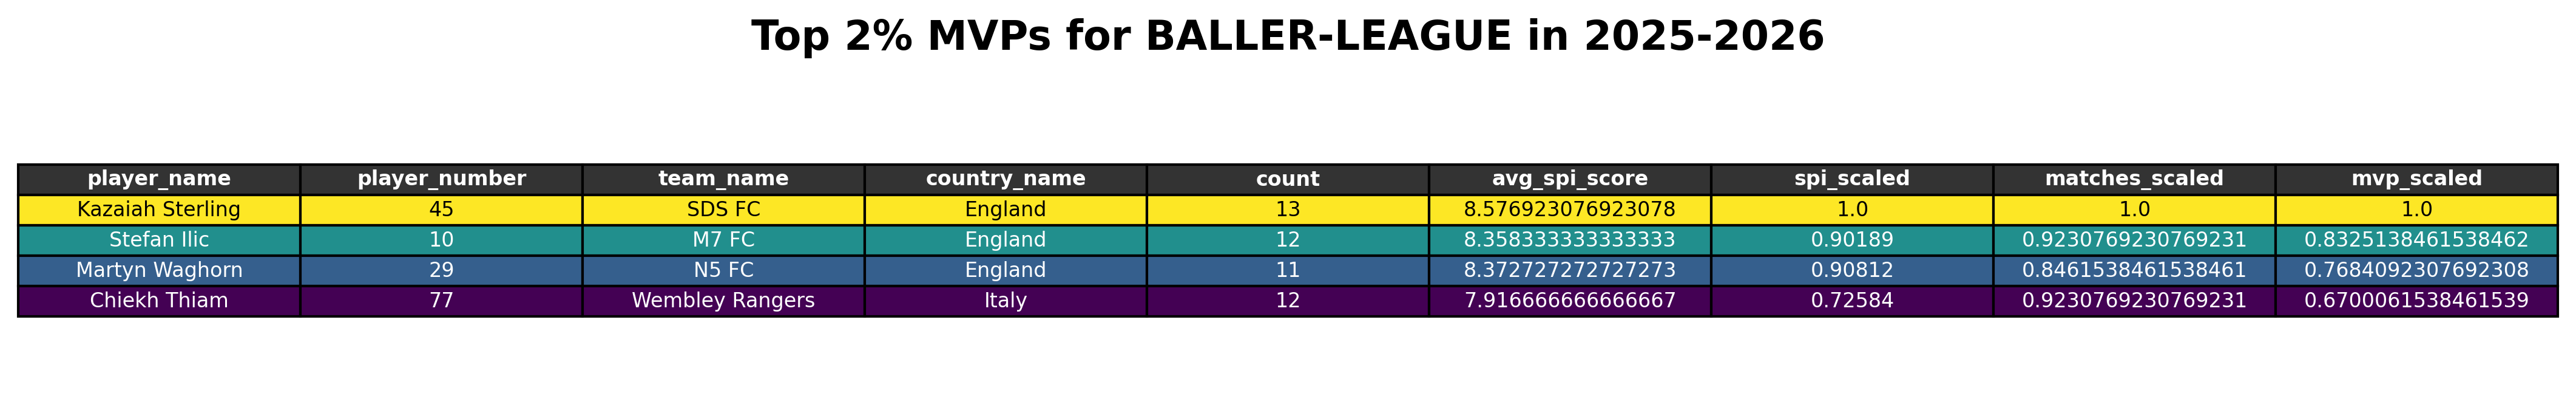 Top 2% MVPs for BALLER-LEAGUE in 2025-2026
player_name player_number team_name country_name count avg_spi_score spi_scaled matches_scaled mvp_scaled
Kazaiah Sterling 45 SDS FC England 13 8.576923076923078 1.0 1.0 1.0
Stefan Ilic 10 M7 FC England 12 8.358333333333333 0.90189 0.9230769230769231 0.8325138461538462
Martyn Waghorn 29 N5 FC England 11 8.372727272727273 0.90812 0.8461538461538461 0.7684092307692308
Chiekh Thiam 77 Wembley Rangers Italy 12 7.916666666666667 0.72584 0.9230769230769231 0.6700061538461539